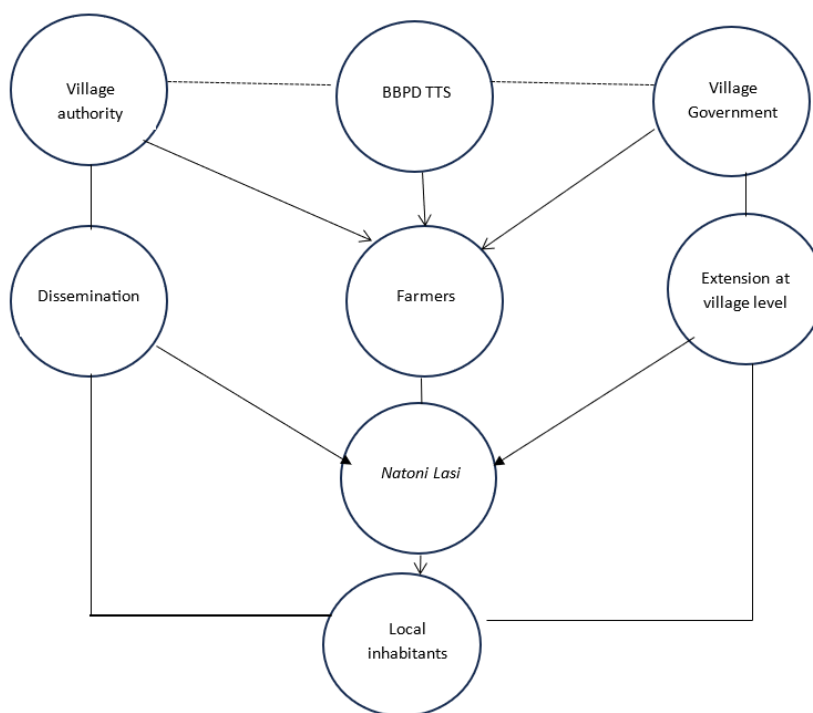 Village
authority
BBPD TTS
Village
Government
Dissemination
Farmers
Extension at
village level
Natoni Lasi
Local
inhabitants